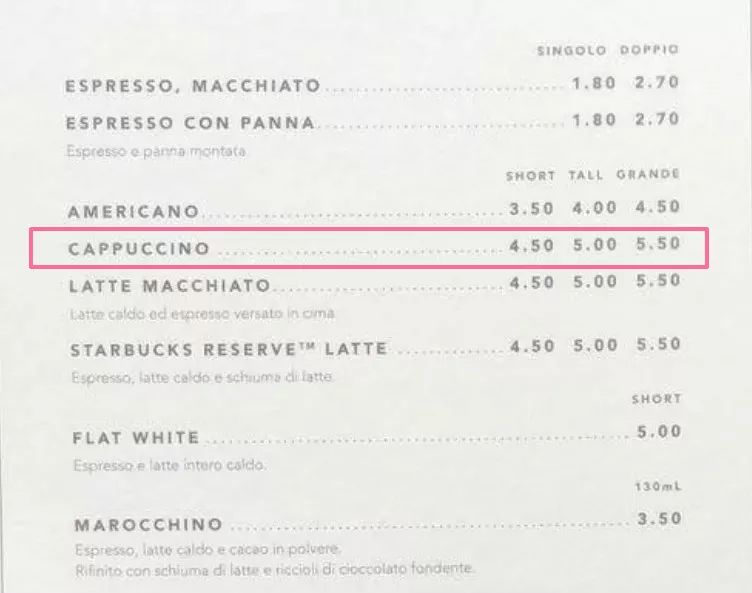 SINGOLO DOPPIO
ESPRESSO, MACCHIATO 1.80 2.70
ESPRESSO CON PANNA 1.80 2.70
Espresso e panna montata
SHORT TALL GRANDE
AMERICANO 3.50 4.00 4.50
CAPPUCCINO 4.50 5.00 5.50
LATTE MACCHIATO 4.50 5.00 5.50
Latte caldo ed espresso versato in cima
STARBUCKS RESERVE™ LATTE 4.50 5.00 5.50
Espresso, latte caldo e schiuma di latte
SHORT
FLAT WHITE 5.00
Espresso e latte intero caldo.
130mL
MAROCCHINO 3.50
Espresso, latte caldo e cacao in polvere.
Rifinito con schiuma di latte e riccioli di cioccolato fondente.